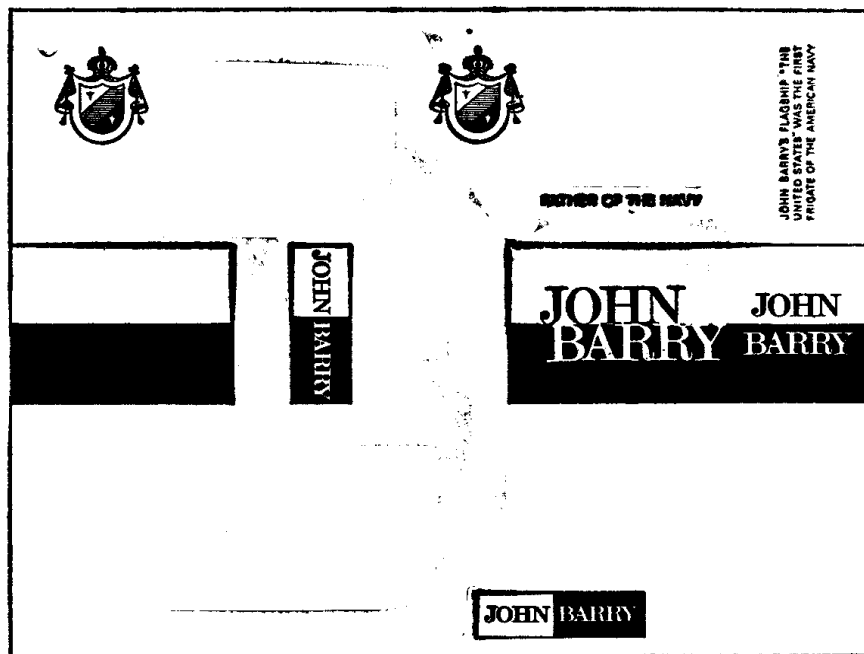 JOHN BARRY'S FLAGSHIP "THE
UNITED STATES" WAS THE FIRST
FRIGATE OF THE AMERICAN NAVY
FATHER OF THE NAVY
JOHN BARRY
JOHN
BARRY
JOHN
BARRY
JOHN BARRY